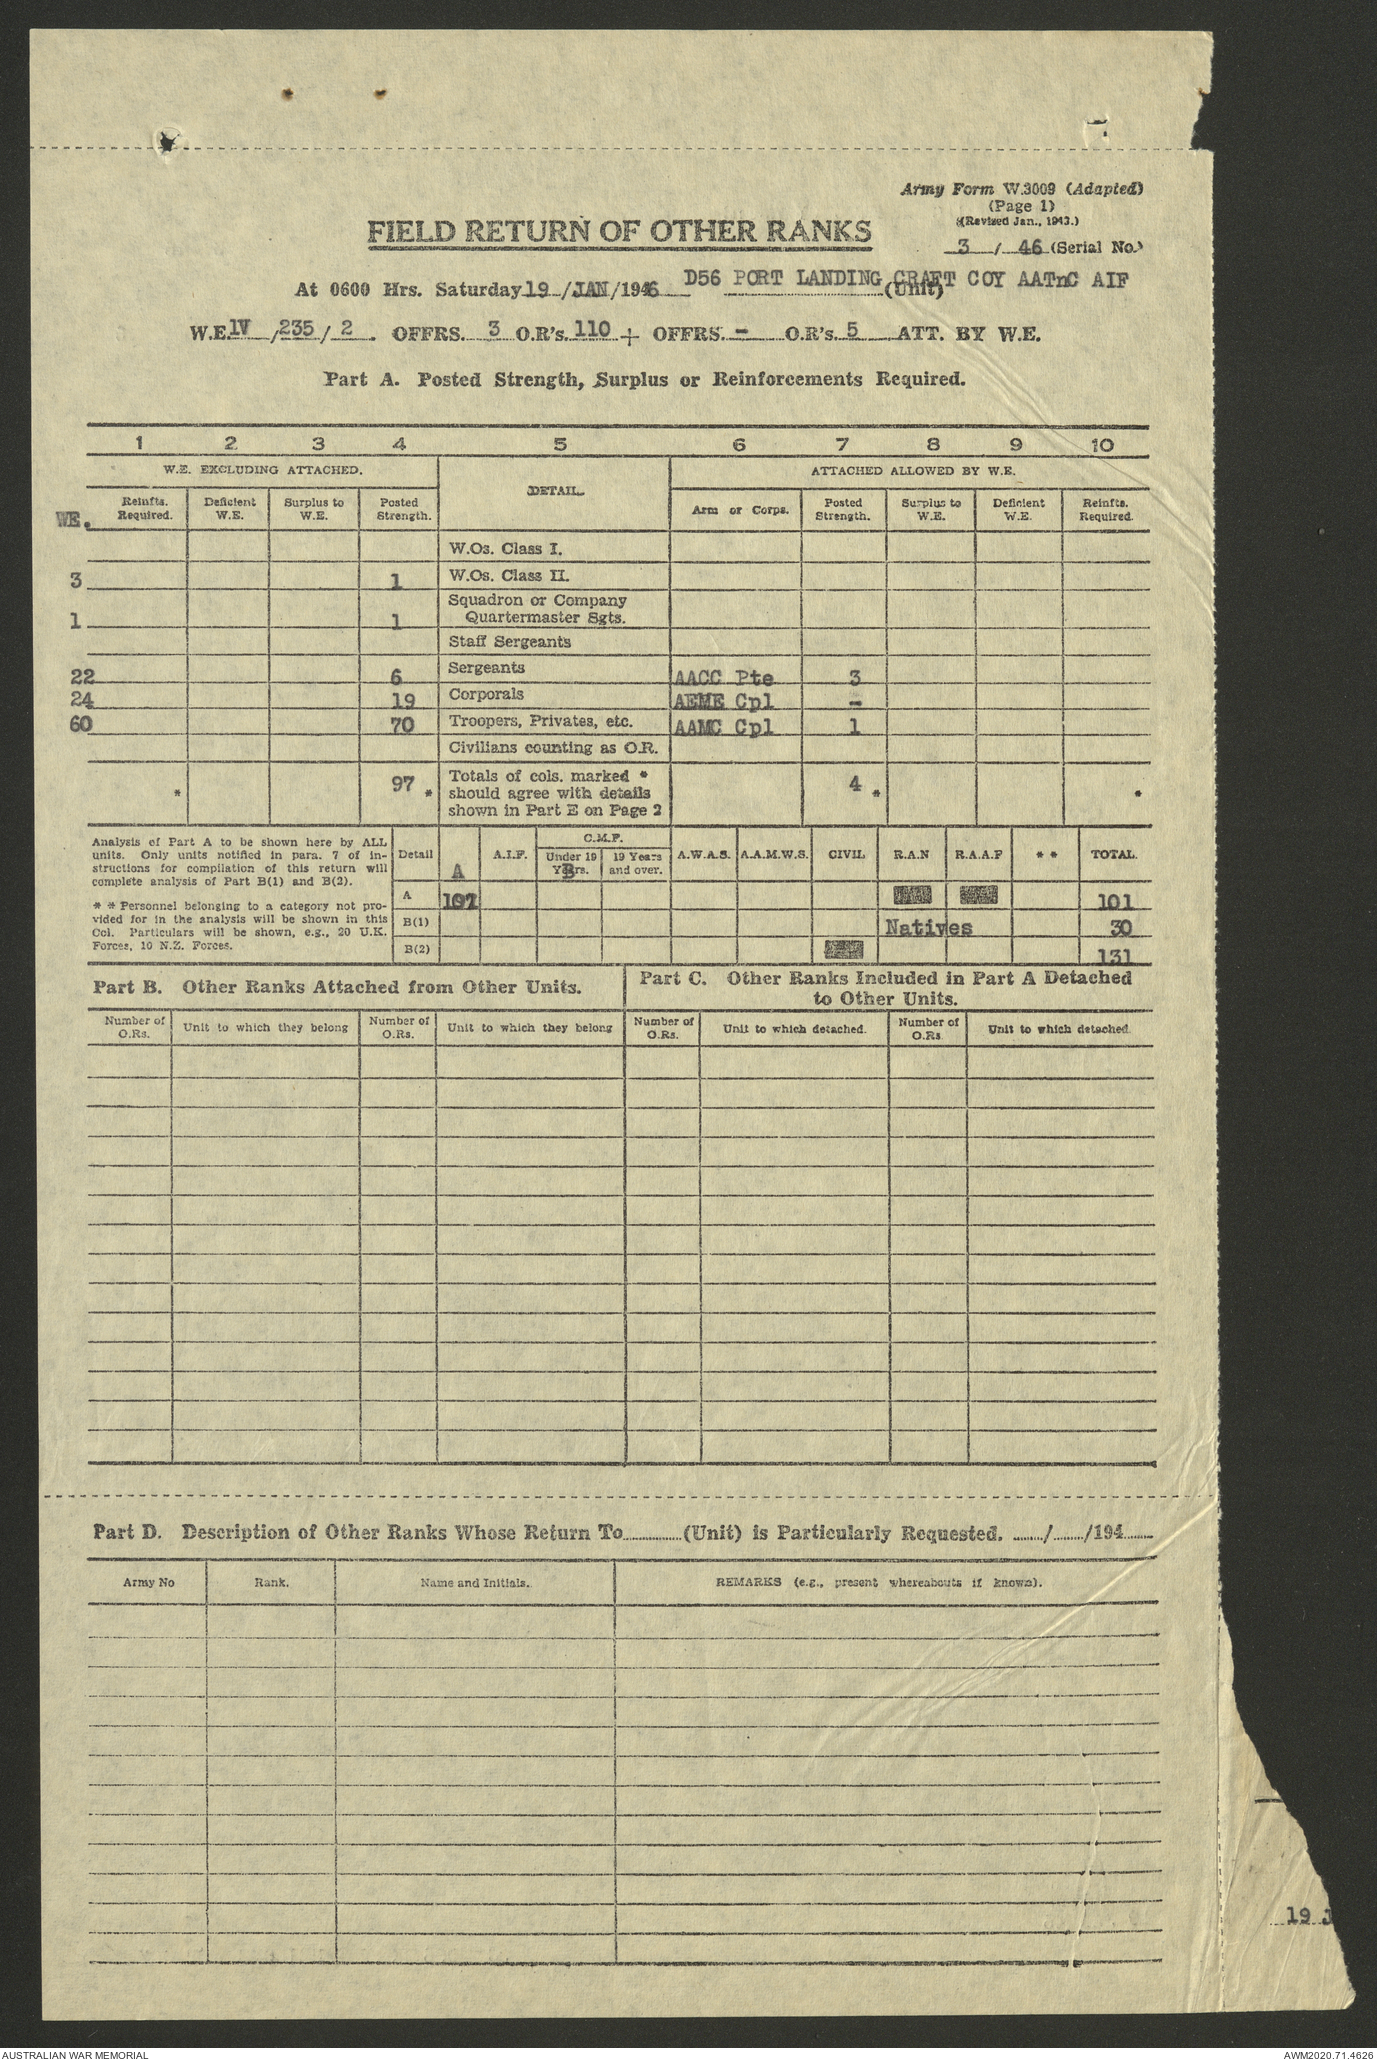 Army Form W.3009 (Adapted)
(Page 1)
(Revised Jan., 1943.)
FIELD RETURN OF OTHER RANKS
3 / 46 (Serial No.)
At 0600 Hrs. Saturday 19 /JAN /1946 D56 PORT LANDING CRAFT COY AATnC AIF
(Unit)
W.E. IV /235 / 2 . OFFRS. 3 O.R's. 110 + OFFRS. - O.R's. 5 ATT. BY W.E.
Part A. Posted Strength, Surplus or Reinforcements Required.
1 2 3 4 5 6 7 8 9 10
W.E. EXCLUDING ATTACHED. DETAIL. ATTACHED ALLOWED BY W.E.
WE. Reinfts. Required. Deficient W.E. Surplus to W.E. Posted Strength. Arm or Corps. Posted Strength. Surplus to W.E. Deficient W.E. Reinfts. Required.
W.Os. Class I.
3 1 W.Os. Class II.
Squadron or Company
1 1 Quartermaster Sgts.
Staff Sergeants
22 6 Sergeants AACC Pte 3
24 19 Corporals AEME Cpl -
60 70 Troopers, Privates, etc. AAMC Cpl 1
Civilians counting as O.R.
* 97 * Totals of cols. marked * 4 * *
should agree with details
shown in Part E on Page 2
Analysis of Part A to be shown here by ALL
units. Only units notified in para. 7 of in-
structions for compilation of this return will
complete analysis of Part B(1) and B(2).
* * Personnel belonging to a category not pro-
vided for in the analysis will be shown in this
Col. Particulars will be shown, e.g., 20 U.K.
Forces, 10 N.Z. Forces.
Detail A A.I.F. C.M.F. Under 19 Years. B 19 Years and over. A.W.A.S. A.A.M.W.S. CIVIL R.A.N R.A.A.F * * TOTAL.
A 101
B(1) Natives 30
B(2) 131
Part B. Other Ranks Attached from Other Units.
Part C. Other Ranks Included in Part A Detached
to Other Units.
Number of O.Rs. Unit to which they belong Number of O.Rs. Unit to which they belong Number of O.Rs. Unit to which detached. Number of O.Rs Unit to which detached.
Part D. Description of Other Ranks Whose Return To (Unit) is Particularly Requested. / /194
Army No Rank. Name and Initials. REMARKS (e.g., present whereabouts if known).
19 J
AUSTRALIAN WAR MEMORIAL AWM2020.71.4626